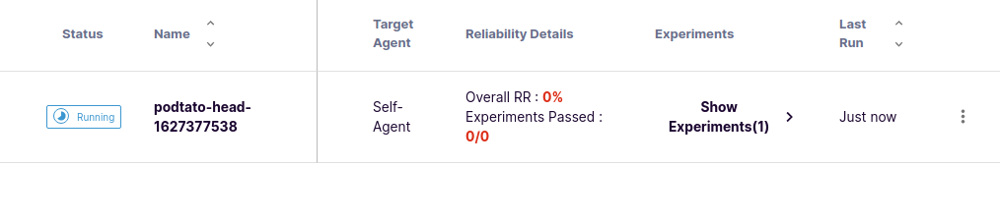 Status
Name
Target
Agent
Reliability Details
Experiments
Last
Run
Running
podtato-head-
1627377538
Self-
Agent
Overall RR : 0%
Experiments Passed :
0/0
Show
Experiments(1)
Just now